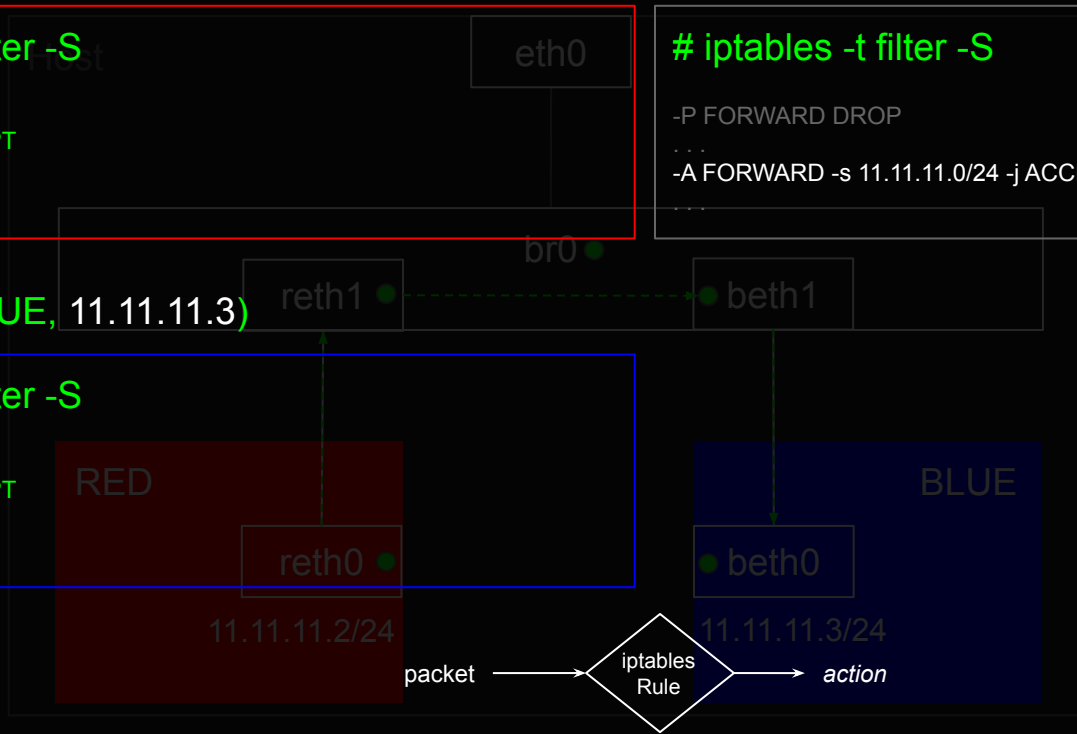 ter -S
Host
eth0
# iptables -t filter -S
PT
-P FORWARD DROP
. . .
-A FORWARD -s 11.11.11.0/24 -j ACC
. . .
br0
reth1
beth1
UE, 11.11.11.3)
ter -S
PT
RED
BLUE
reth0
beth0
11.11.11.2/24
11.11.11.3/24
packet
iptables
Rule
action